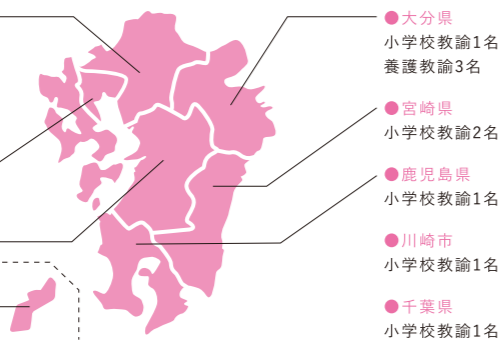 ●大分県
小学校教諭1名
養護教諭3名
●宮崎県
小学校教諭2名
●鹿児島県
小学校教諭1名
●川崎市
小学校教諭1名
●千葉県
小学校教諭1名